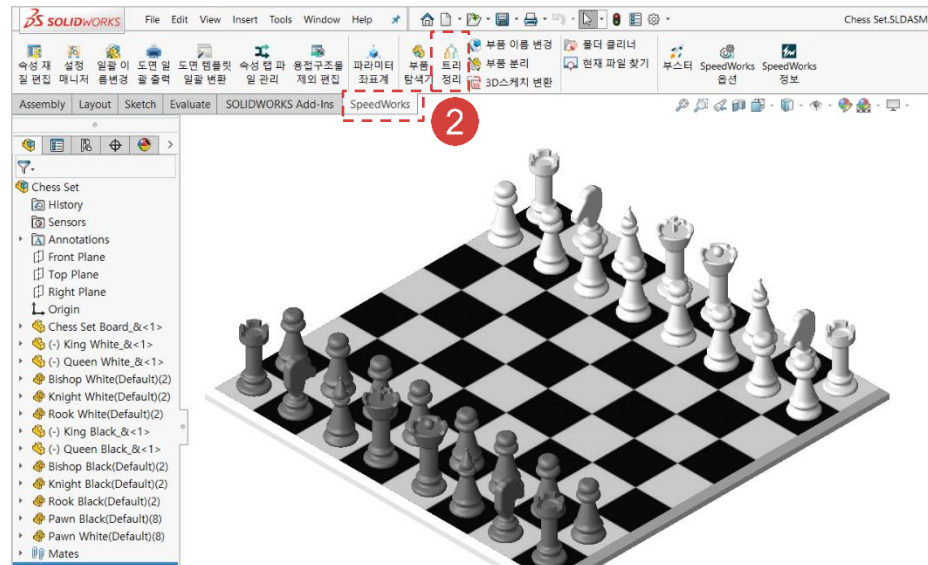 SOLIDWORKS File Edit View Insert Tools Window Help Chess Set.SLDASM
속성 재질 편집
설정 매니저
일괄 이름변경
도면 일괄 출력
도면 템플릿 일괄 변환
속성 탭 파일 관리
용접구조물 제외 편집
파라미터 좌표계
부품 탐색기
트리 정리
부품 이름 변경
부품 분리
3D스케치 변환
폴더 클리너
현재 파일 찾기
부스터
SpeedWorks 옵션
SpeedWorks 정보
Assembly Layout Sketch Evaluate SOLIDWORKS Add-Ins SpeedWorks
2
Chess Set
History
Sensors
Annotations
Front Plane
Top Plane
Right Plane
Origin
Chess Set Board_&<1>
(-) King White_&<1>
(-) Queen White_&<1>
Bishop White(Default)(2)
Knight White(Default)(2)
Rook White(Default)(2)
(-) King Black_&<1>
(-) Queen Black_&<1>
Bishop Black(Default)(2)
Knight Black(Default)(2)
Rook Black(Default)(2)
Pawn Black(Default)(8)
Pawn White(Default)(8)
Mates